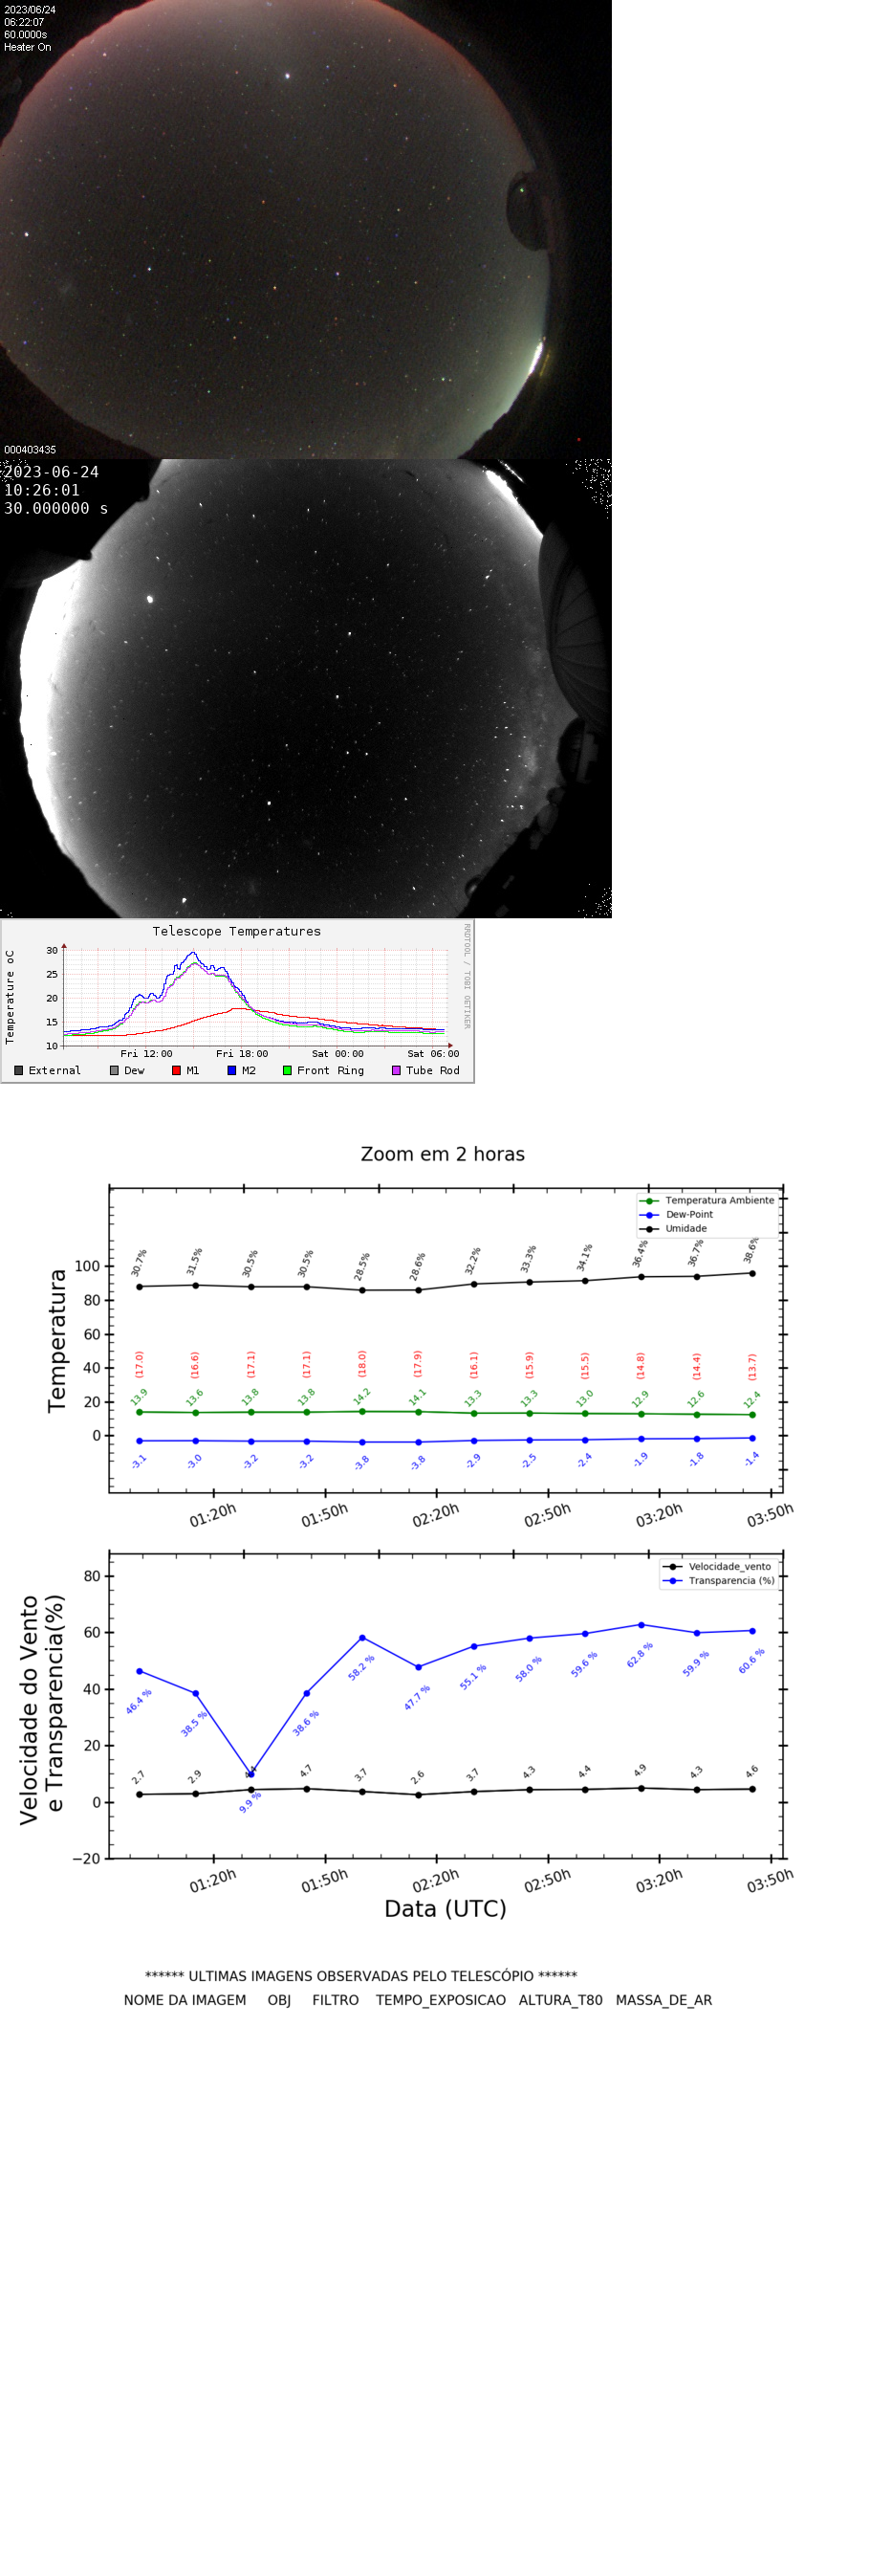 2023/06/24
06:22:07
60.0000s
Heater On
000403435
2023-06-24
10:26:01
30.000000 s
Telescope Temperatures
RRDTOOL / TOBI OETIKER
Temperature oC
30
25
20
15
10
Fri 12:00 Fri 18:00 Sat 00:00 Sat 06:00
External Dew M1 M2 Front Ring Tube Rod
Zoom em 2 horas
Temperatura Ambiente
Dew-Point
Umidade
Temperatura
100
80
60
40
20
0
30.7% 31.5% 30.5% 30.5% 28.5% 28.6% 32.2% 33.3% 34.1% 36.4% 36.7% 38.6%
(17.0) (16.6) (17.1) (17.1) (18.0) (17.9) (16.1) (15.9) (15.5) (14.8) (14.4) (13.7)
13.9 13.6 13.8 13.8 14.2 14.1 13.3 13.3 13.0 12.9 12.6 12.4
-3.1 -3.0 -3.2 -3.2 -3.8 -3.8 -2.9 -2.5 -2.4 -1.9 -1.8 -1.4
01:20h 01:50h 02:20h 02:50h 03:20h 03:50h
Velocidade_vento
Transparencia (%)
Velocidade do Vento
e Transparencia(%)
80
60
40
20
0
−20
46.4 % 38.5 % 9.9 % 38.6 % 58.2 % 47.7 % 55.1 % 58.0 % 59.6 % 62.8 % 59.9 % 60.6 %
2.7 2.9 4.7 3.7 2.6 3.7 4.3 4.4 4.9 4.3 4.6
01:20h 01:50h 02:20h 02:50h 03:20h 03:50h
Data (UTC)
****** ULTIMAS IMAGENS OBSERVADAS PELO TELESCÓPIO ******
NOME DA IMAGEM OBJ FILTRO TEMPO_EXPOSICAO ALTURA_T80 MASSA_DE_AR